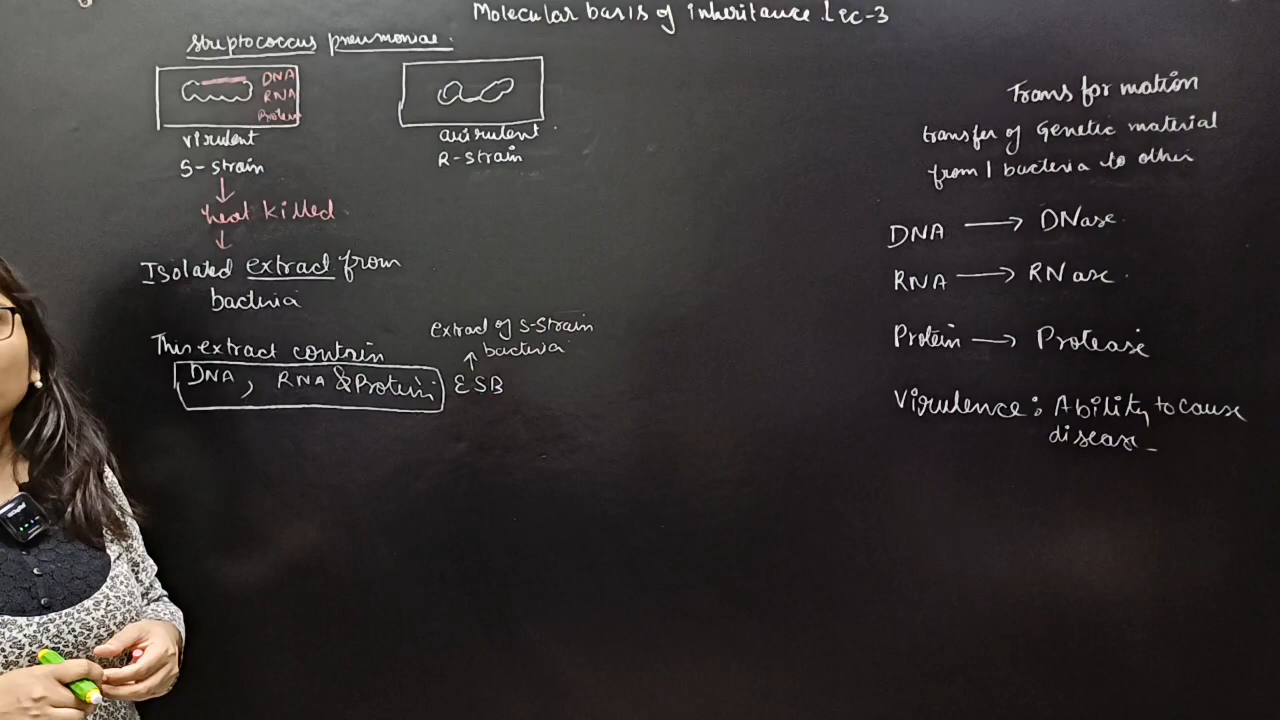 Molecular basis of inheritance Lec-3
Streptococcus pneumoniae.
DNA
RNA
Protein
virulent
S-strain
avirulent
R-strain
heat killed
Isolated extract from
bacteria
This extract contain
DNA, RNA & Protein
ESB
extract of S-strain
bacteria
Transformation
transfer of Genetic material
from 1 bacteria to other
DNA → DNase
RNA → RNase
Protein → Protease
Virulence: Ability to cause
disease